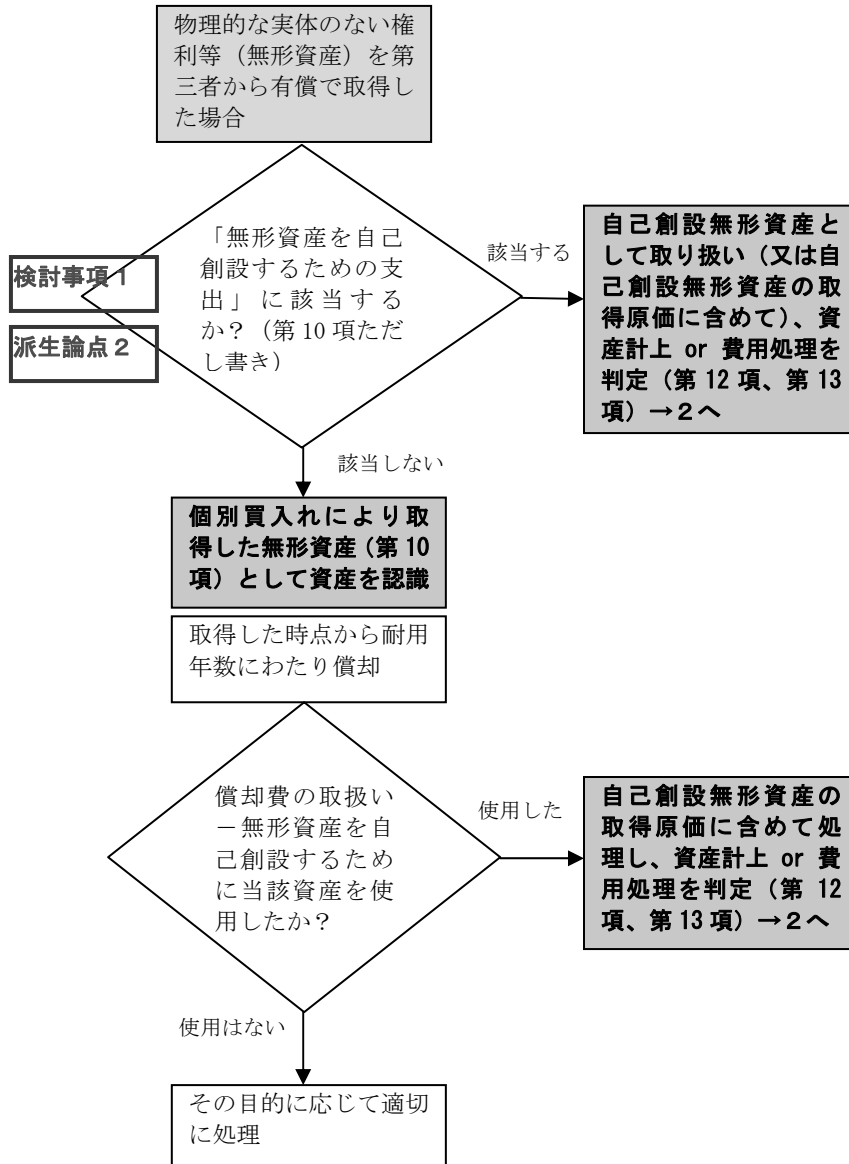 物理的な実体のない権
利等（無形資産）を第
三者から有償で取得し
た場合
「無形資産を自己
創設するための支
出」に該当する
か？（第10項ただ
し書き）
検討事項１
派生論点２
該当する
自己創設無形資産と
して取り扱い（又は自
己創設無形資産の取
得原価に含めて）、資
産計上 or 費用処理を
判定（第12項、第13
項）→２へ
該当しない
個別買入れにより取
得した無形資産（第10
項）として資産を認識
取得した時点から耐用
年数にわたり償却
償却費の取扱い
－無形資産を自
己創設するため
に当該資産を使
用したか？
使用した
自己創設無形資産の
取得原価に含めて処
理し、資産計上 or 費
用処理を判定（第12
項、第13項）→２へ
使用はない
その目的に応じて適切
に処理